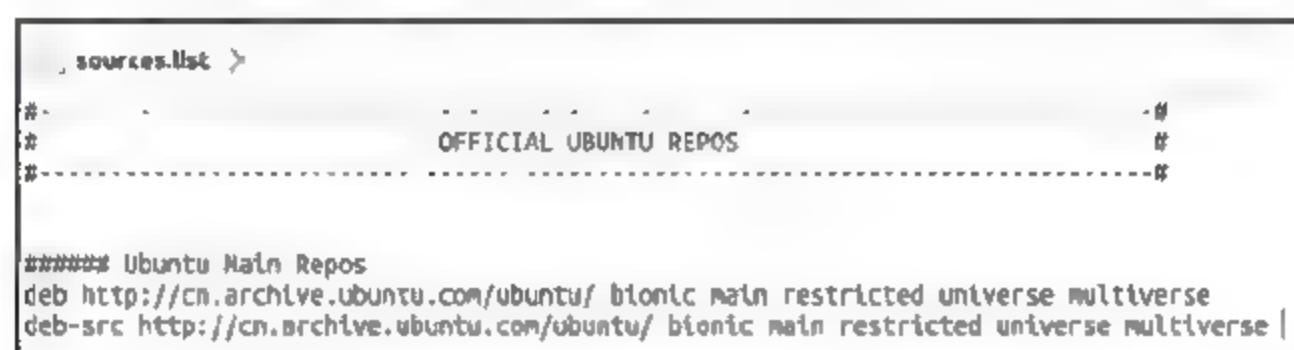 sources.list >
#------------------------------------------------------------------------------#
# OFFICIAL UBUNTU REPOS #
#------------------------------------------------------------------------------#
###### Ubuntu Main Repos
deb http://cn.archive.ubuntu.com/ubuntu/ bionic main restricted universe multiverse
deb-src http://cn.archive.ubuntu.com/ubuntu/ bionic main restricted universe multiverse